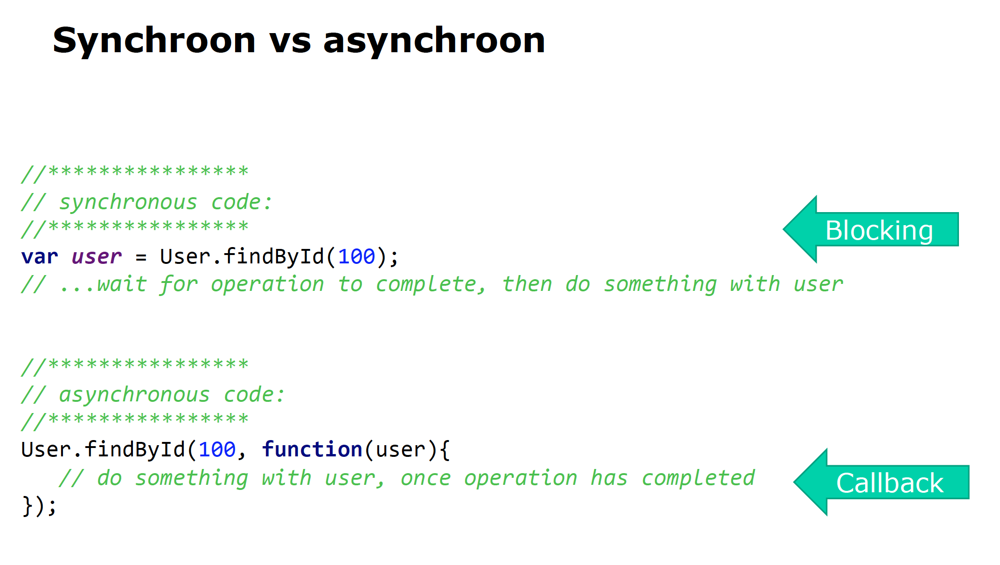 Synchroon vs asynchroon
//****************
// synchronous code:
//****************
Blocking
var user = User.findById(100);
// ...wait for operation to complete, then do something with user
//****************
// asynchronous code:
//****************
User.findById(100, function(user){
// do something with user, once operation has completed
Callback
});